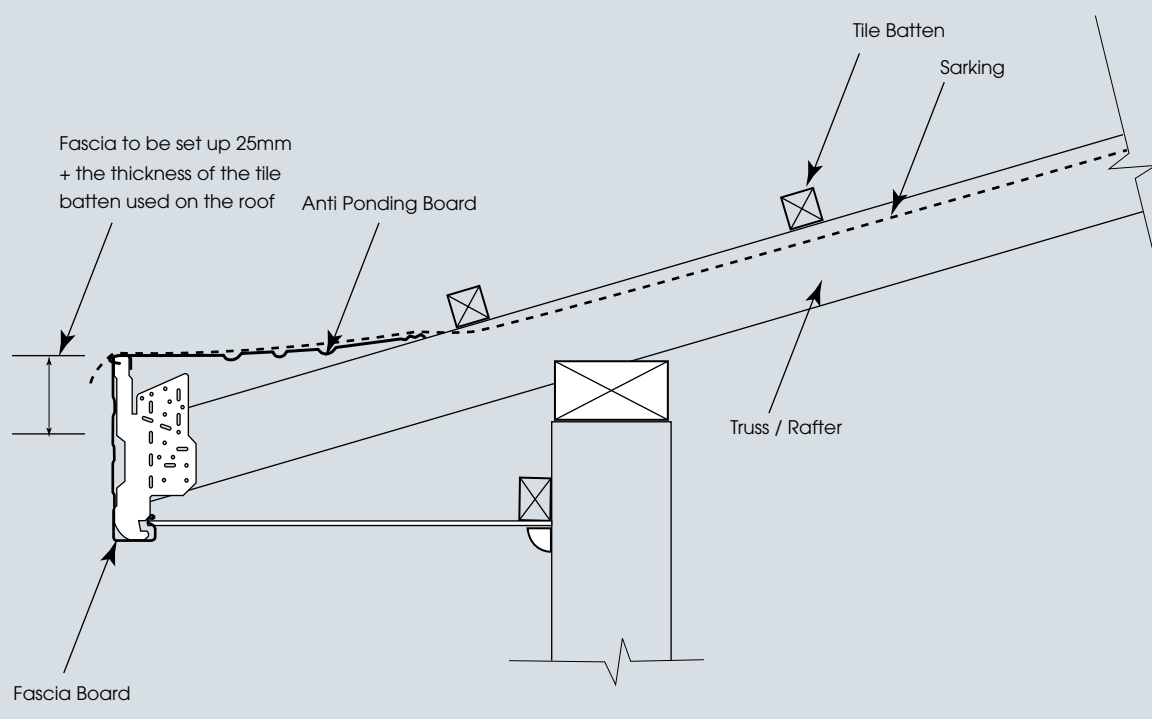 Tile Batten
Sarking
Fascia to be set up 25mm
+ the thickness of the tile
batten used on the roof
Anti Ponding Board
Truss / Rafter
Fascia Board